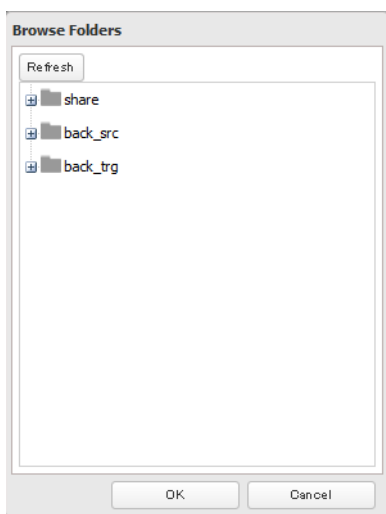 Browse Folders
Refresh
share
back_src
back_trg
OK
Cancel